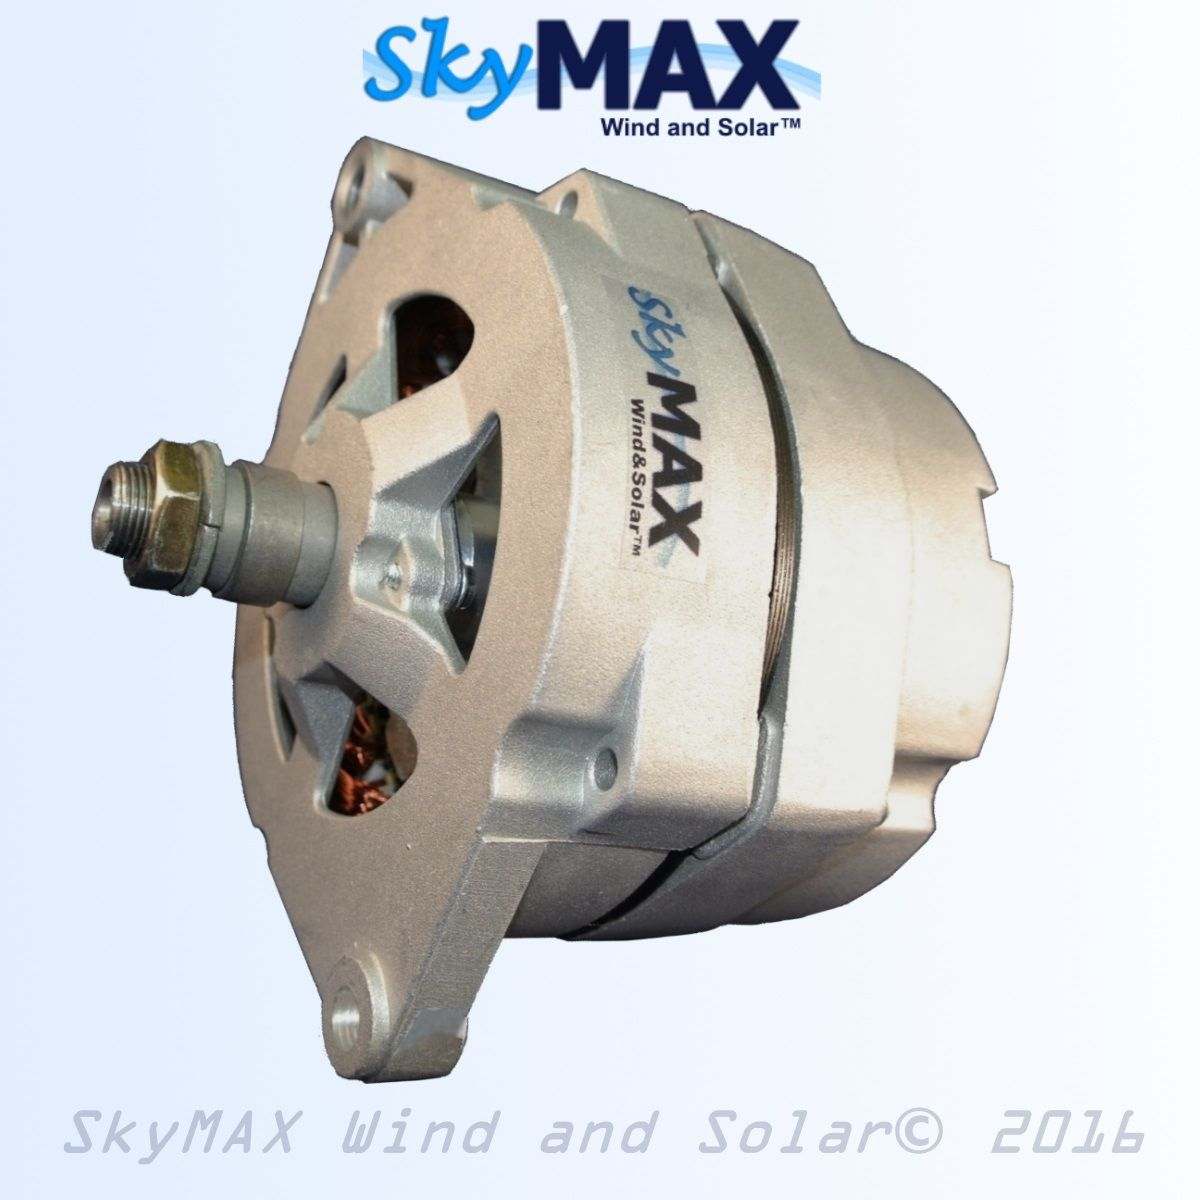 SkyMAX
Wind and Solar™
SkyMAX
Wind&Solar™
SkyMAX Wind and Solar© 2016